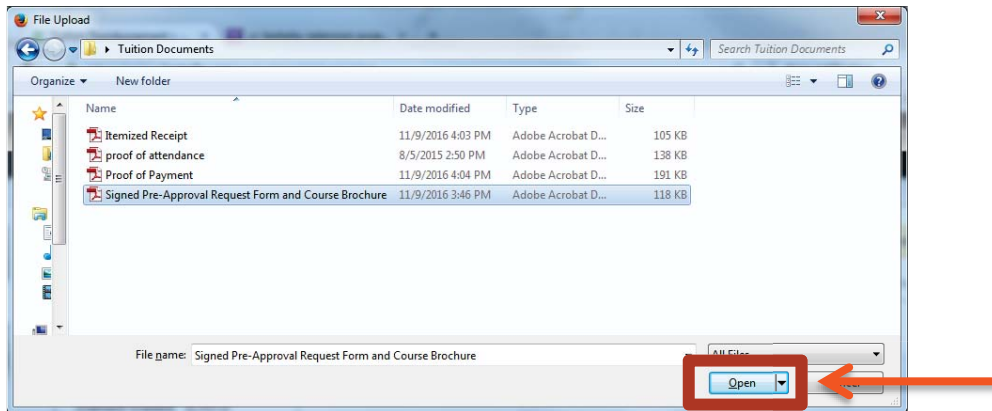 File Upload
Tuition Documents
Search Tuition Documents
Organize
New folder
Name
Date modified
Type
Size
Itemized Receipt 11/9/2016 4:03 PM Adobe Acrobat D... 105 KB
proof of attendance 8/5/2015 2:50 PM Adobe Acrobat D... 138 KB
Proof of Payment 11/9/2016 4:04 PM Adobe Acrobat D... 191 KB
Signed Pre-Approval Request Form and Course Brochure 11/9/2016 3:46 PM Adobe Acrobat D... 118 KB
File name: Signed Pre-Approval Request Form and Course Brochure
All Files
Open